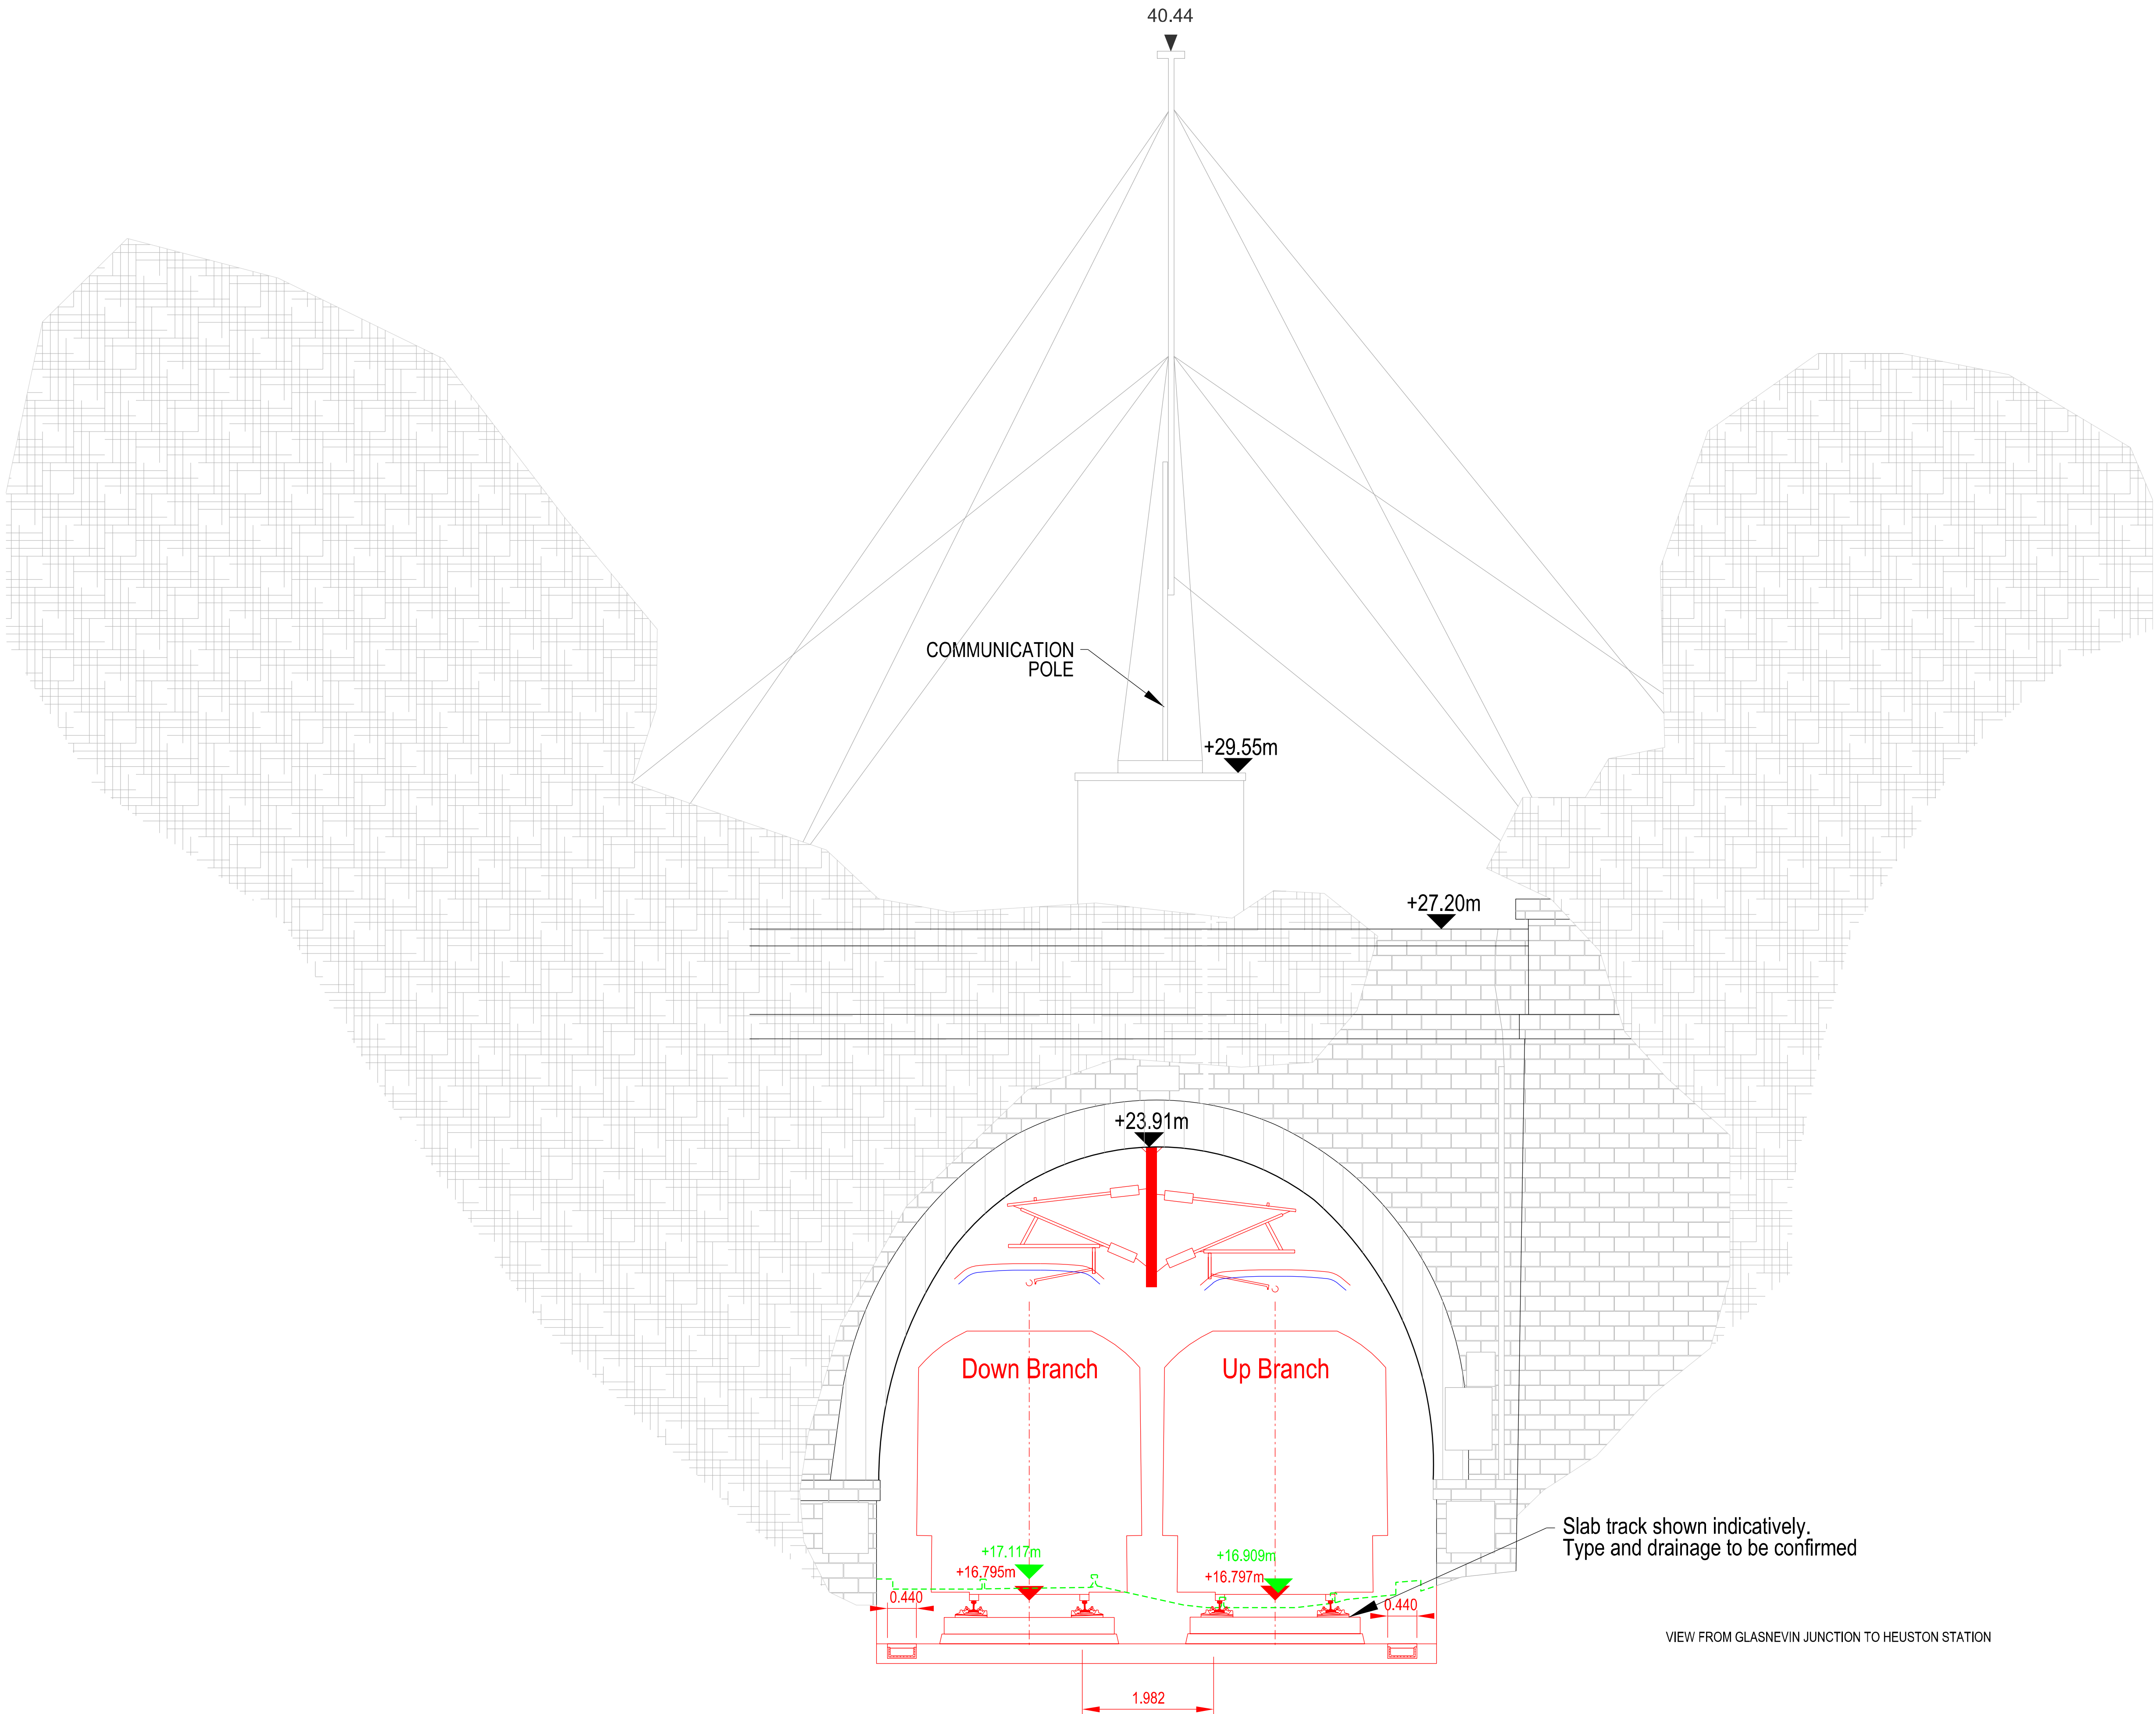 40.44
COMMUNICATION
POLE
+29.55m
+27.20m
+23.91m
Down Branch
Up Branch
+17.117m
+16.795m
+16.909m
+16.797m
0.440
0.440
Slab track shown indicatively.
Type and drainage to be confirmed
VIEW FROM GLASNEVIN JUNCTION TO HEUSTON STATION
1.982